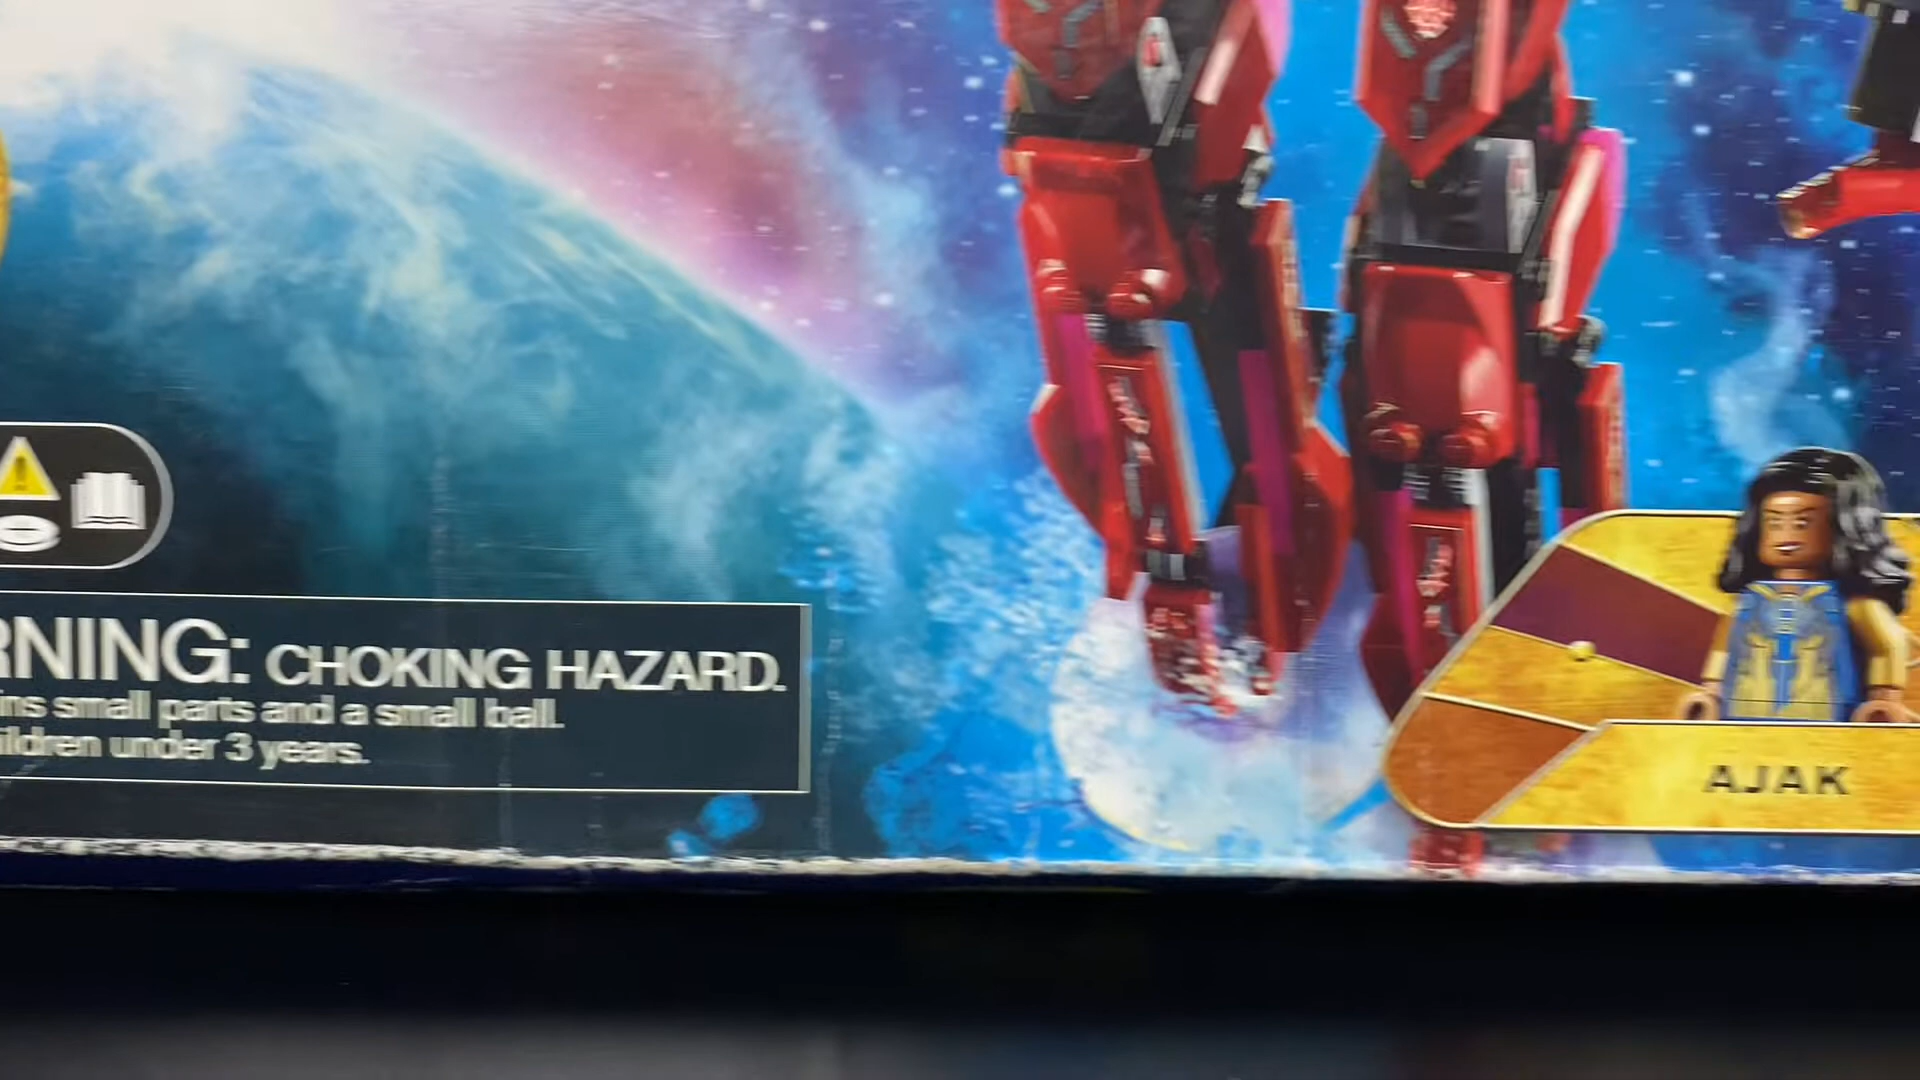 RNING: CHOKING HAZARD.
ins small parts and a small ball.
ildren under 3 years.
AJAK